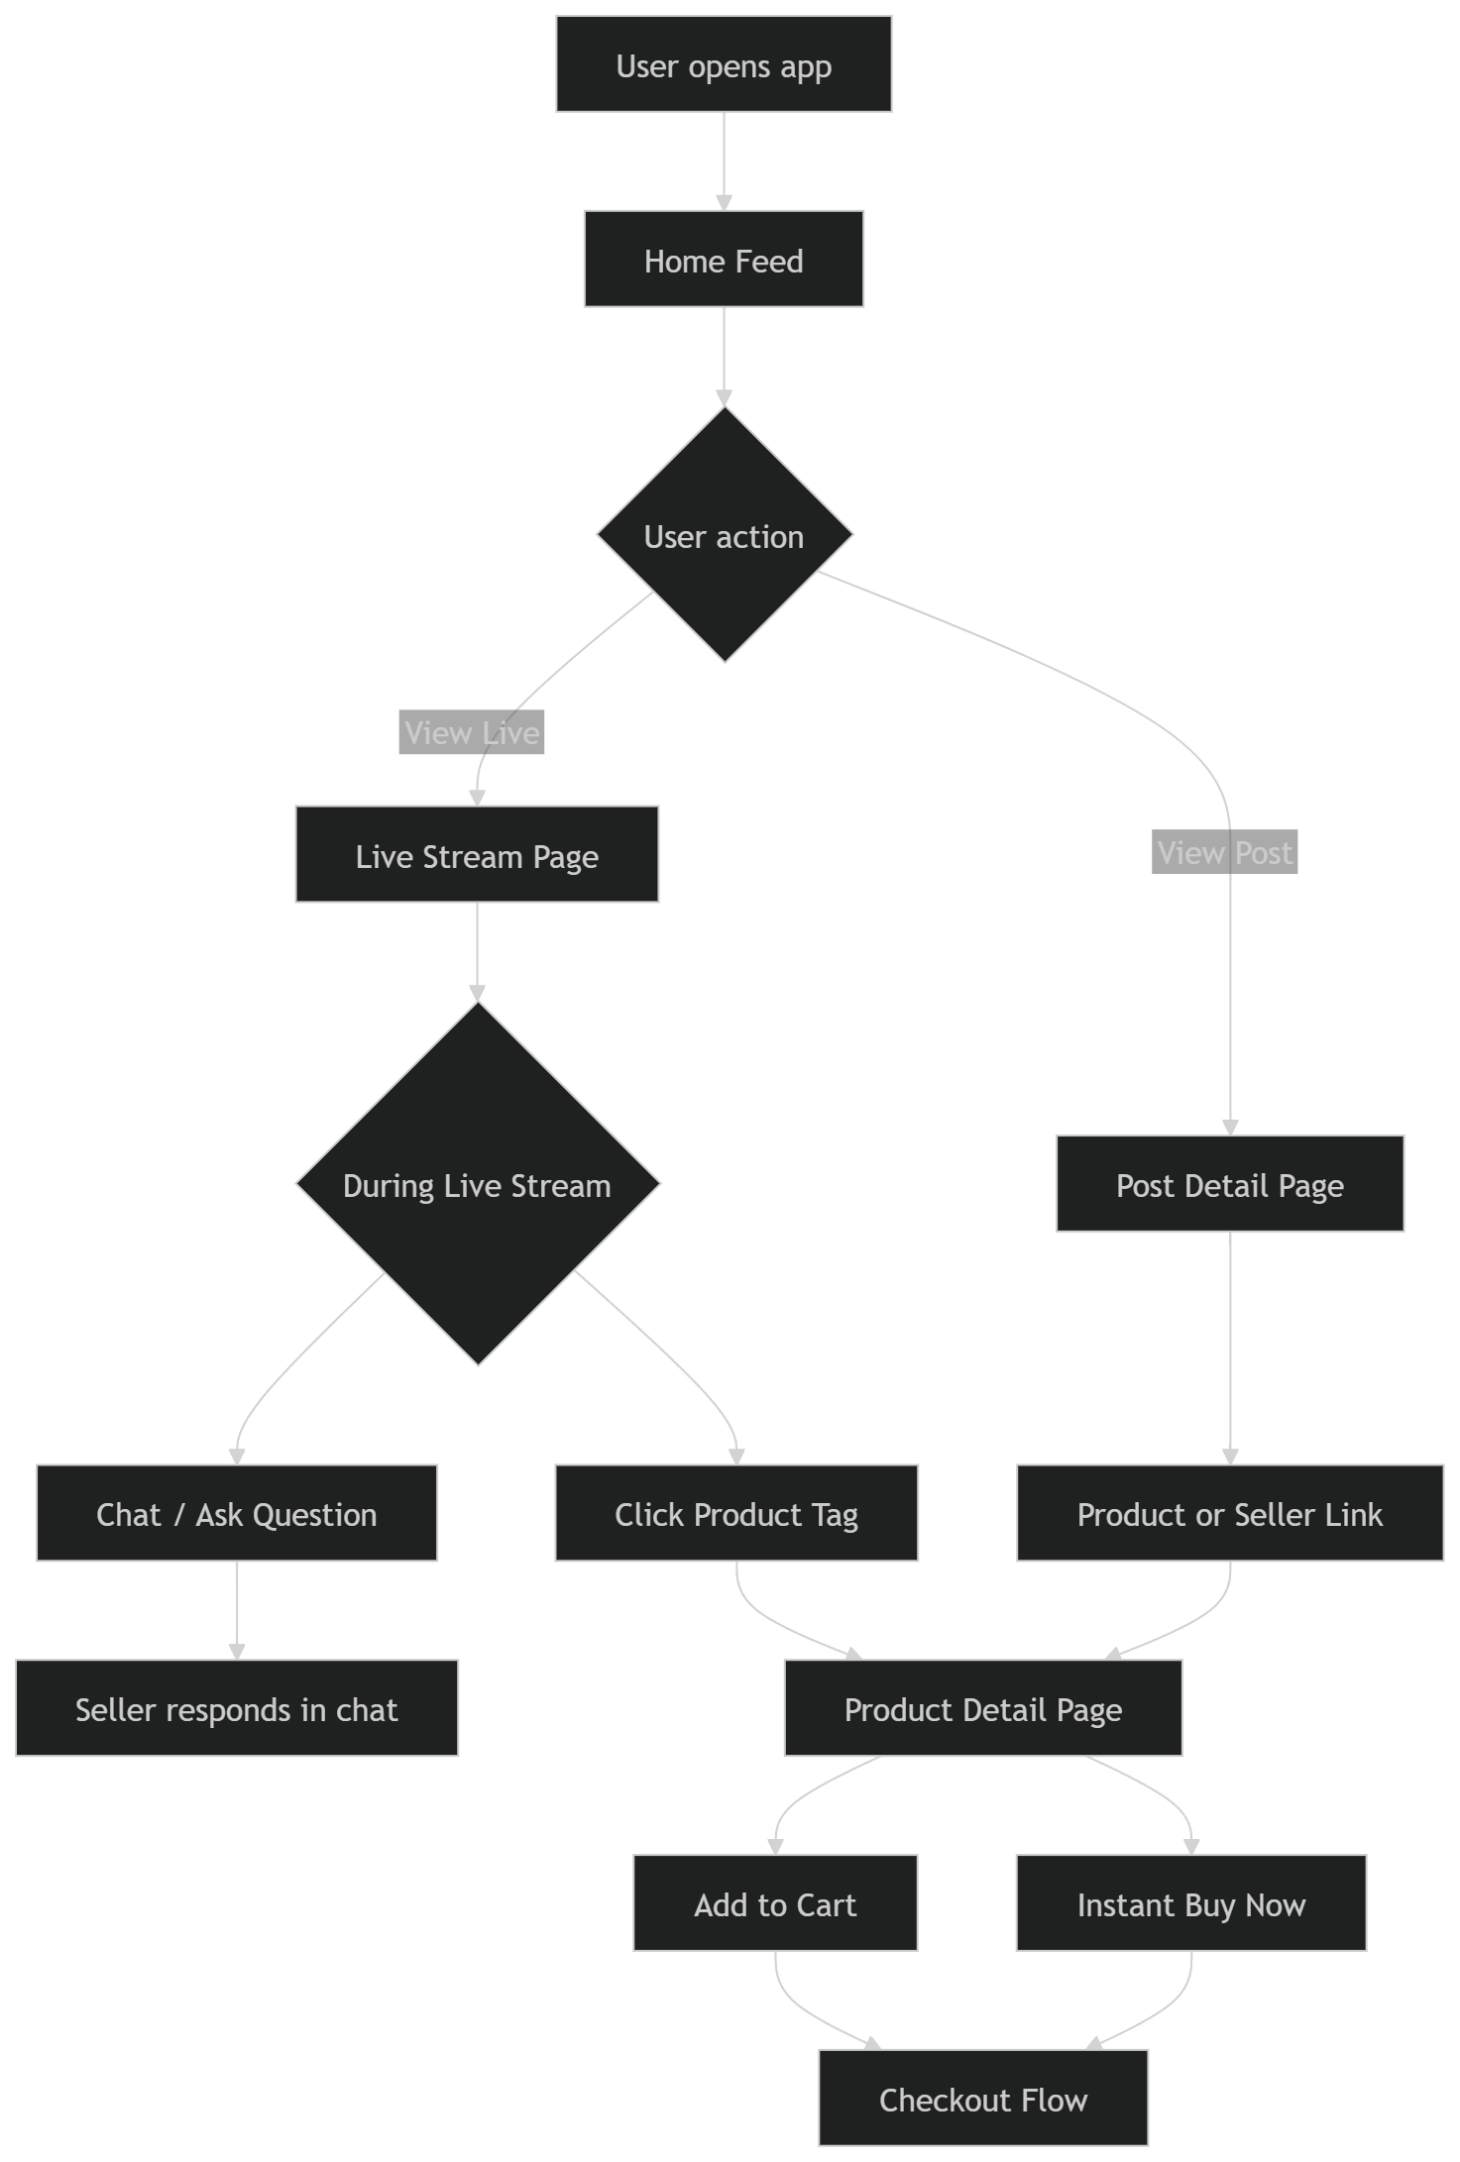 User opens app
Home Feed
User action
View Live
Live Stream Page
View Post
During Live Stream
Post Detail Page
Chat / Ask Question
Click Product Tag
Product or Seller Link
Seller responds in chat
Product Detail Page
Add to Cart
Instant Buy Now
Checkout Flow